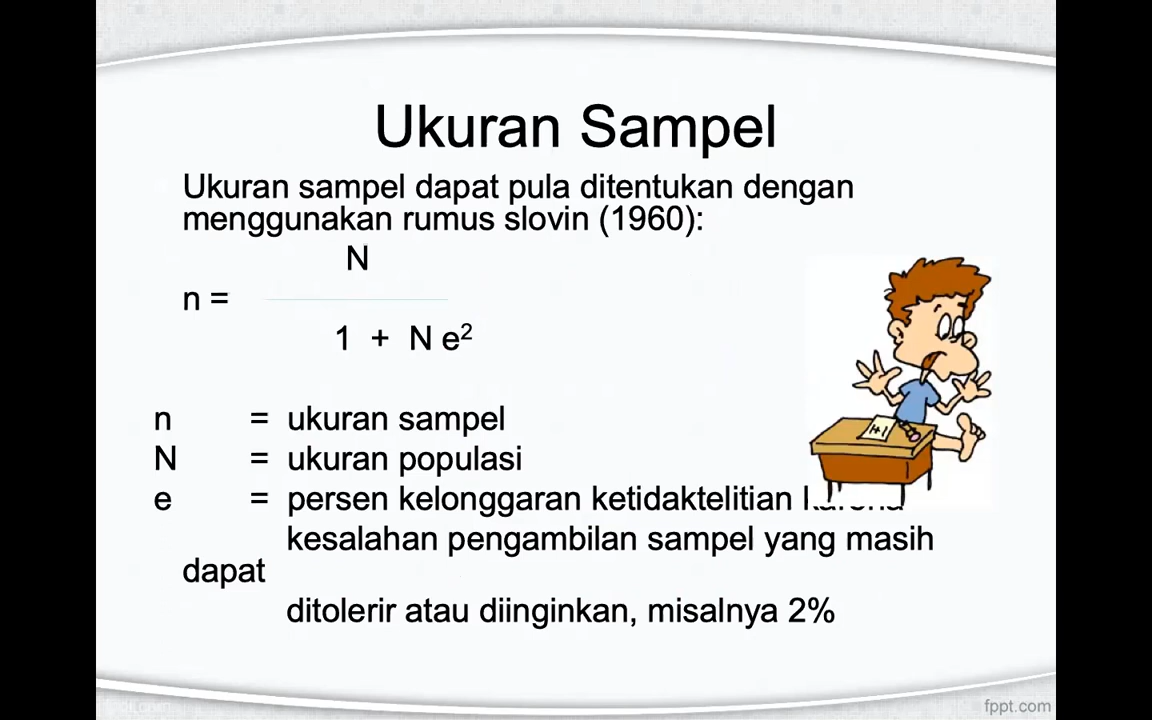 Ukuran Sampel
Ukuran sampel dapat pula ditentukan dengan
menggunakan rumus slovin (1960):
N
n =
1 + N e²
n = ukuran sampel
N = ukuran populasi
e = persen kelonggaran ketidaktelitian
kesalahan pengambilan sampel yang masih
dapat
ditolerir atau diinginkan, misalnya 2%
fppt.com